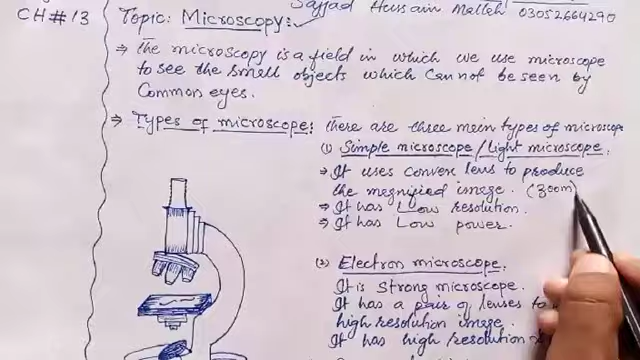 Sajjad Hussain Mallehi 03052664290
CH#13
Topic: Microscopy:
⇒ The microscopy is a field in which we use microscope
to see the small objects which can not be seen by
Common eyes.
⇒ Types of microscope: There are three main types of microscope
(1) Simple microscope/Light microscope.
⇒ It uses convex lens to produce
the magnified image. (Zoom)
⇒ It has Low resolution.
⇒ It has Low power.
(2) Electron microscope.
It is strong microscope.
It has a pair of lenses to
high resolution image.
It has high resolution